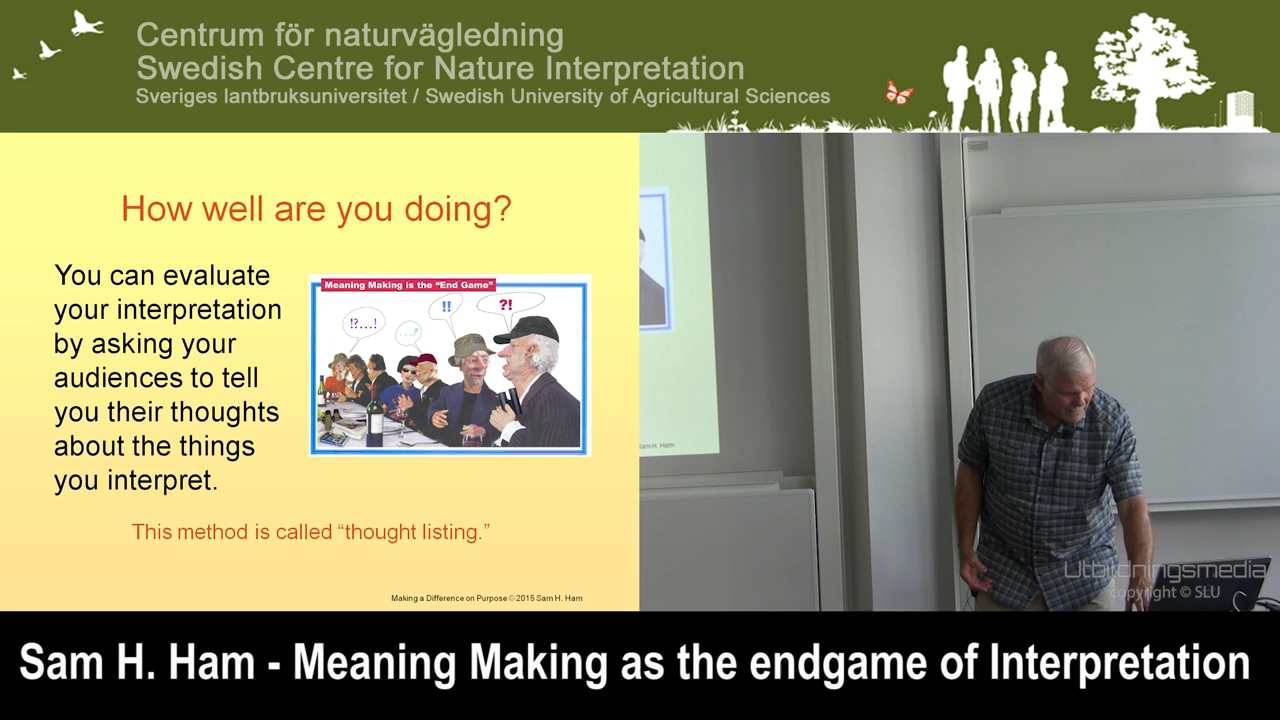 Centrum för naturvägledning
Swedish Centre for Nature Interpretation
Sveriges lantbruksuniversitet / Swedish University of Agricultural Sciences
How well are you doing?
You can evaluate
your interpretation
by asking your
audiences to tell
you their thoughts
about the things
you interpret.
Meaning Making is the “End Game”
!?...!
...?
!!
?!
This method is called “thought listing.”
Making a Difference on Purpose © 2015 Sam H. Ham
Sam H. Ham
Utbildningsmedia
copyright © SLU
Sam H. Ham - Meaning Making as the endgame of Interpretation